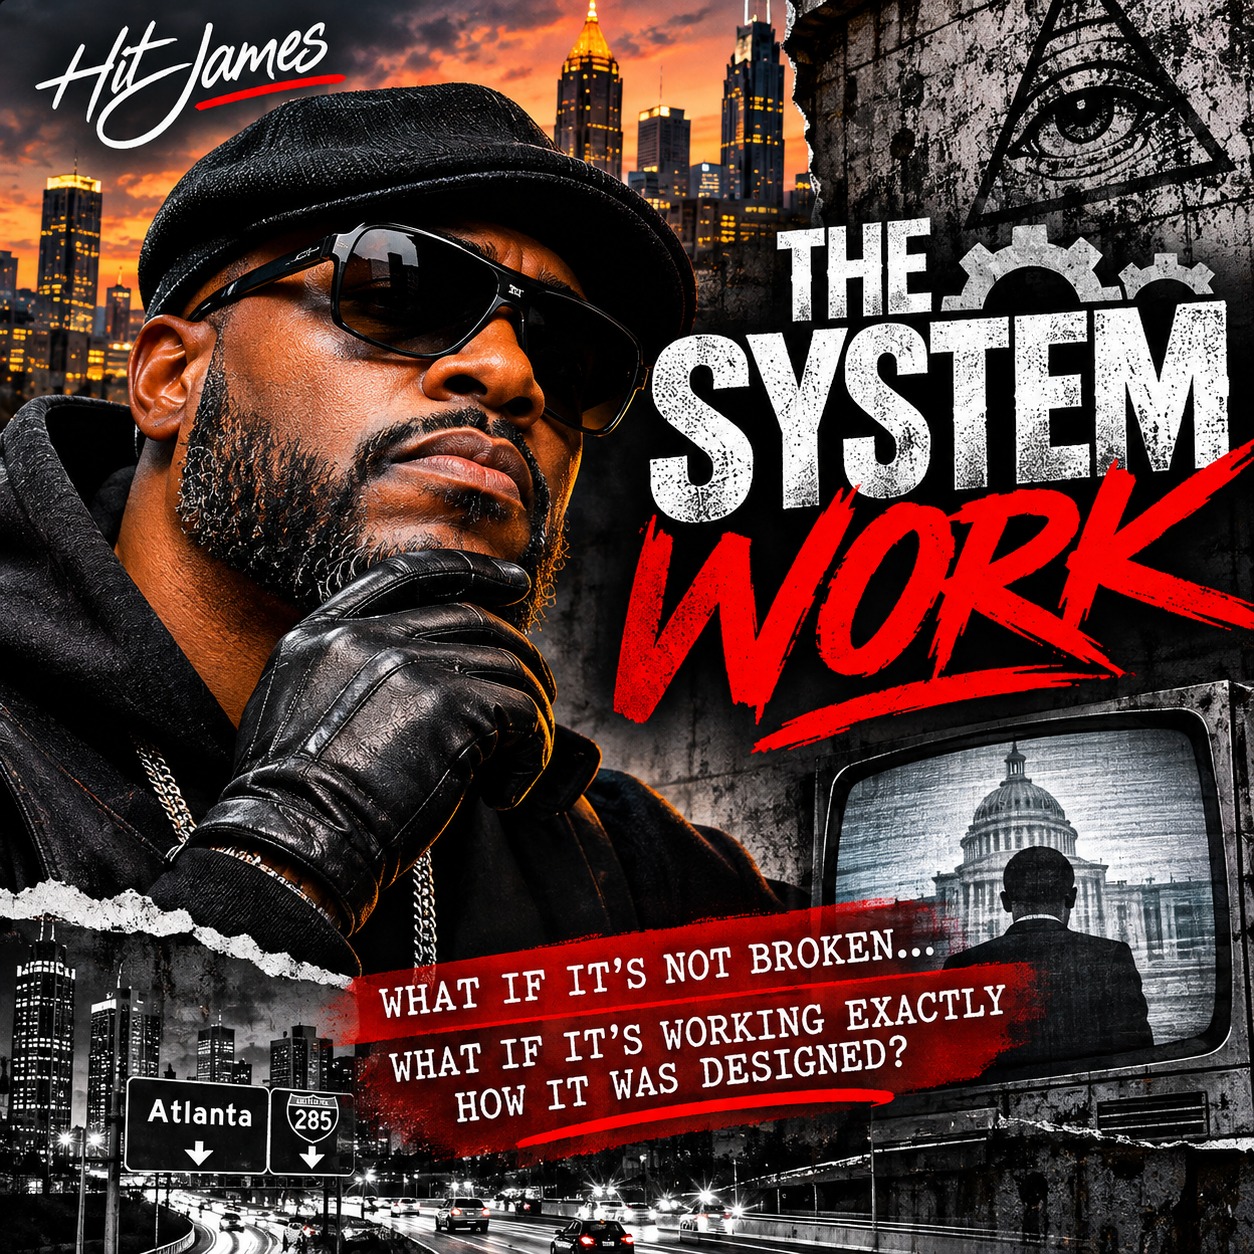 Hit James
THE
SYSTEM
WORK
WHAT IF IT'S NOT BROKEN...
WHAT IF IT'S WORKING EXACTLY
HOW IT WAS DESIGNED?
Atlanta
285